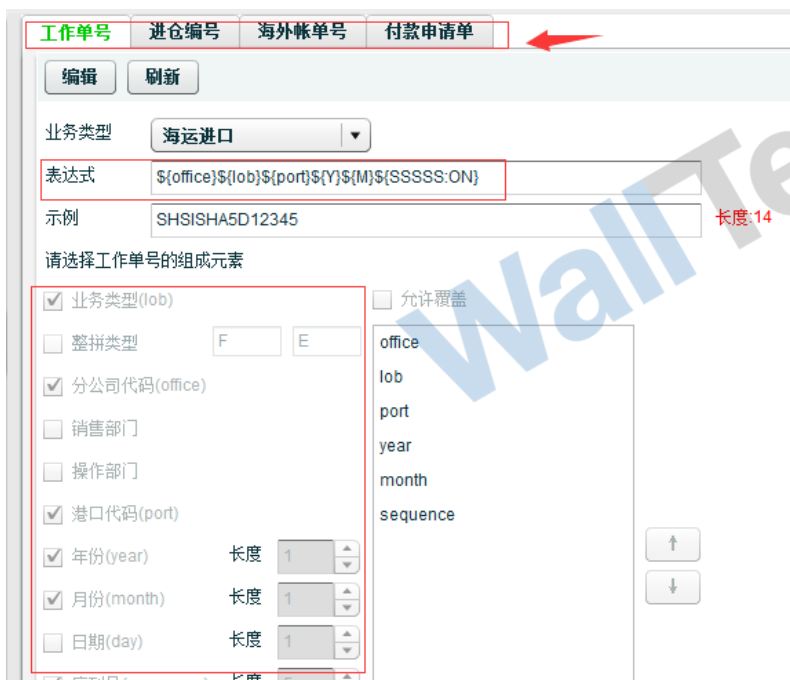 工作单号 进仓编号 海外帐单号 付款申请单
编辑 刷新
业务类型 海运进口
表达式 ${office}${lob}${port}${Y}${M}${SSSSS:ON}
示例 SHSISHA5D12345 长度:14
请选择工作单号的组成元素
业务类型(lob) 允许覆盖
整拼类型 F E office
分公司代码(office) lob
销售部门 port
操作部门 year
港口代码(port) month
年份(year) 长度 1 sequence
月份(month) 长度 1
日期(day) 长度 1
WallTe